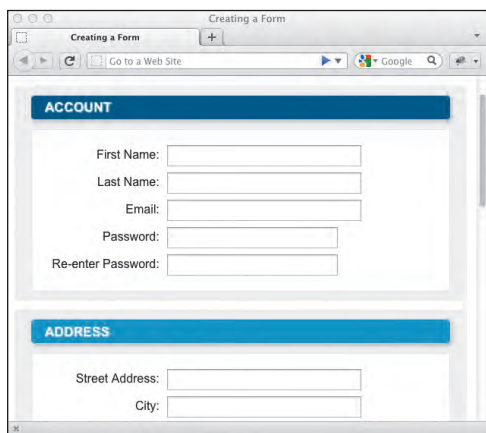 Creating a Form
Creating a Form
Go to a Web Site
Google
ACCOUNT
First Name:
Last Name:
Email:
Password:
Re-enter Password:
ADDRESS
Street Address:
City: